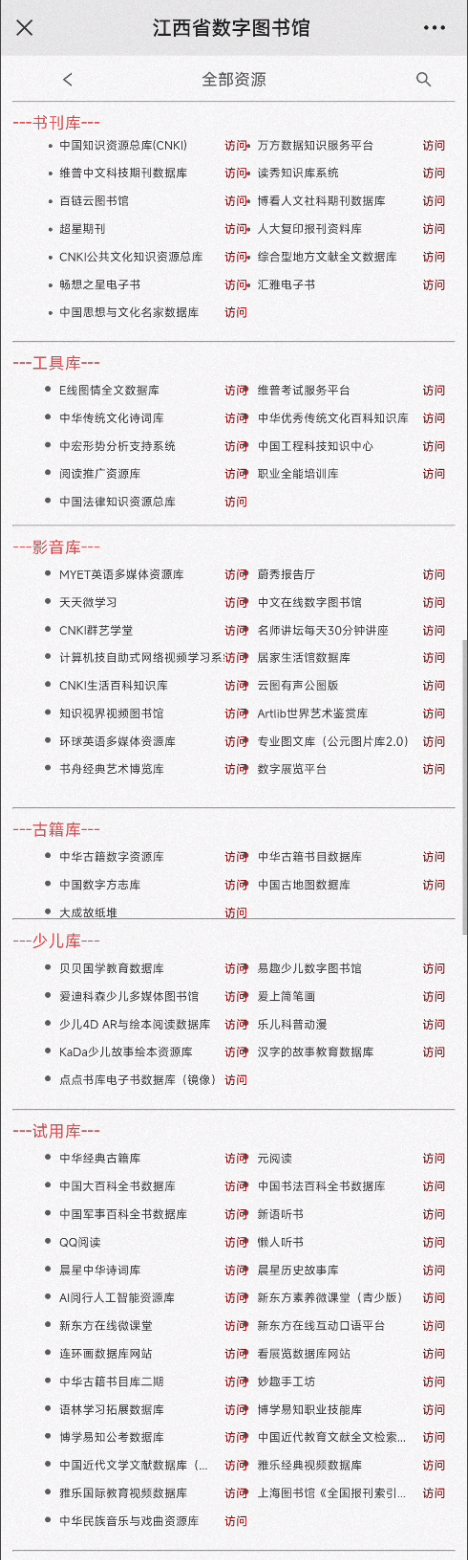 江西省数字图书馆
全部资源
---书刊库---
中国知识资源总库(CNKI) 访问 万方数据知识服务平台 访问
维普中文科技期刊数据库 访问 读秀知识库系统 访问
百链云图书馆 访问 博看人文社科期刊数据库 访问
超星期刊 访问 人大复印报刊资料库 访问
CNKI公共文化知识资源总库 访问 综合型地方文献全文数据库 访问
畅想之星电子书 访问 汇雅电子书 访问
中国思想与文化名家数据库 访问
---工具库---
E线图情全文数据库 访问 维普考试服务平台 访问
中华传统文化诗词库 访问 中华优秀传统文化百科知识库 访问
中宏形势分析支持系统 访问 中国工程科技知识中心 访问
阅读推广资源库 访问 职业全能培训库 访问
中国法律知识资源总库 访问
---影音库---
MYET英语多媒体资源库 访问 蔚秀报告厅 访问
天天微学习 访问 中文在线数字图书馆 访问
CNKI群艺学堂 访问 名师讲坛每天30分钟讲座 访问
计算机技自助式网络视频学习系 访问 居家生活馆数据库 访问
CNKI生活百科知识库 访问 云图有声公图版 访问
知识视界视频图书馆 访问 Artlib世界艺术鉴赏库 访问
环球英语多媒体资源库 访问 专业图文库（公元图片库2.0） 访问
书舟经典艺术博览库 访问 数字展览平台 访问
---古籍库---
中华古籍数字资源库 访问 中华古籍书目数据库 访问
中国数字方志库 访问 中国古地图数据库 访问
大成故纸堆 访问
---少儿库---
贝贝国学教育数据库 访问 易趣少儿数字图书馆 访问
爱迪科森少儿多媒体图书馆 访问 爱上简笔画 访问
少儿4D AR与绘本阅读数据库 访问 乐儿科普动漫 访问
KaDa少儿故事绘本资源库 访问 汉字的故事教育数据库 访问
点点书库电子书数据库（镜像） 访问
---试用库---
中华经典古籍库 访问 元阅读 访问
中国大百科全书数据库 访问 中国书法百科全书数据库 访问
中国军事百科全书数据库 访问 新语听书 访问
QQ阅读 访问 懒人听书 访问
晨星中华诗词库 访问 晨星历史故事库 访问
AI阅行人工智能资源库 访问 新东方素养微课堂（青少版） 访问
新东方在线微课堂 访问 新东方在线互动口语平台 访问
连环画数据库网站 访问 看展览数据库网站 访问
中华古籍书目库二期 访问 妙趣手工坊 访问
语林学习拓展数据库 访问 博学易知职业技能库 访问
博学易知公考数据库 访问 中国近代教育文献全文检索... 访问
中国近代文学文献数据库（... 访问 雅乐经典视频数据库 访问
雅乐国际教育视频数据库 访问 上海图书馆《全国报刊索引... 访问
中华民族音乐与戏曲资源库 访问